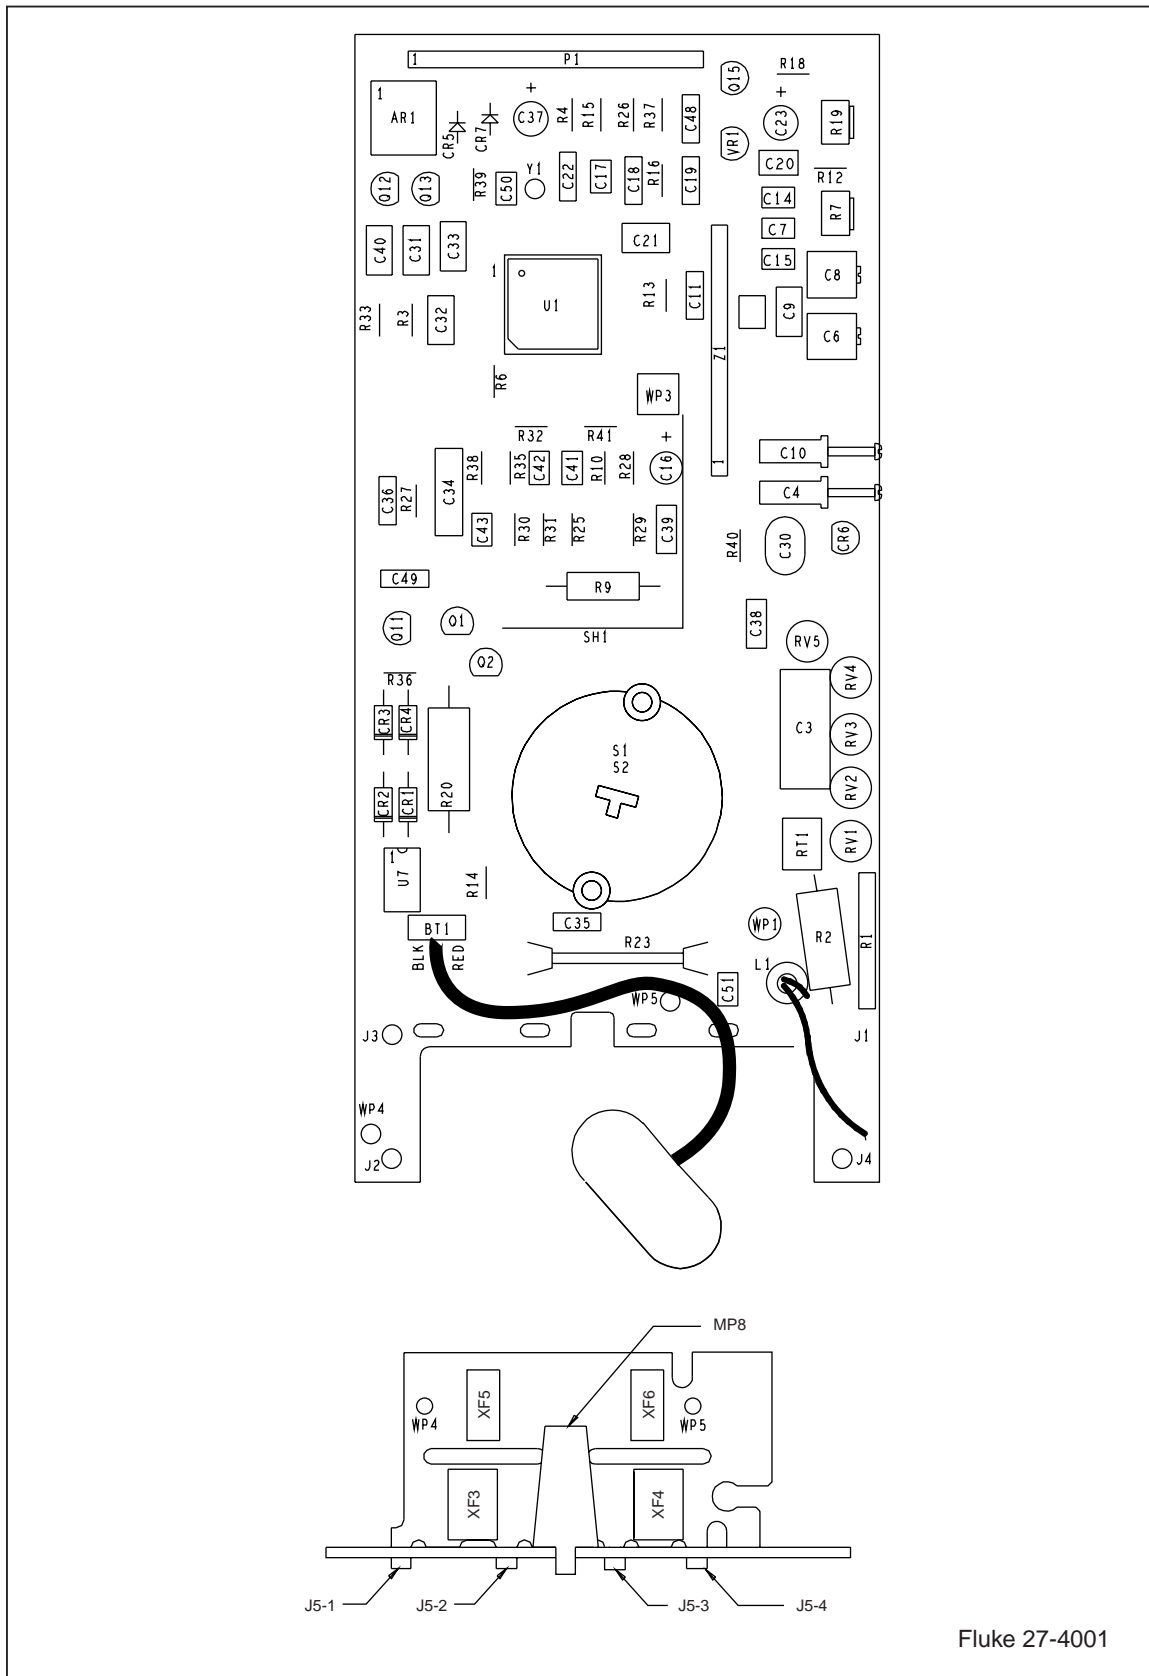 1 P1
Q15
R18
+
1
AR1
CR5
CR7
+
C37
R4
R15
R26
R37
C48
VR1
C23
R19
C20
R12
Q12
Q13
R39
C50
Y1
C22
C17
C18
R16
C19
C14
R7
C7
C15
C40
C31
C33
C21
1
U1
R13
C11
C9
C8
C6
R33
R3
C32
Z1
R6
WP3
R32
R41
+
C10
R38
R35
C42
C41
R10
R28
C16
1
C4
C36
R27
C34
C43
R30
R31
R25
R29
C39
R40
C30
CR6
C49
R9
Q11
Q1
SH1
C38
RV5
Q2
R36
RV4
CR3
CR4
C3
RV3
S1
S2
CR2
CR1
R20
RV2
RT1
RV1
1
U7
R14
BT1
C35
WP1
R2
R1
BLK
RED
R23
L1
WP5
C51
J3
J1
WP4
J2
J4
MP8
XF5
XF6
WP4
WP5
XF3
XF4
J5-1
J5-2
J5-3
J5-4
Fluke 27-4001